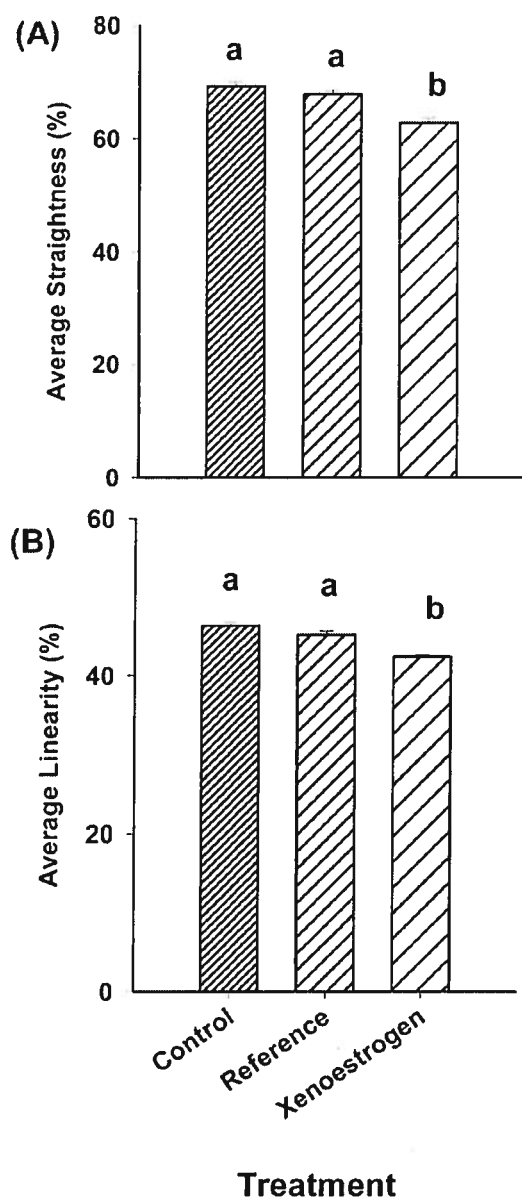 (A)
Average Straightness (%)
80
60
40
20
0
a
a
b
(B)
Average Linearity (%)
60
40
20
0
a
a
b
Control
Reference
Xenoestrogen
Treatment